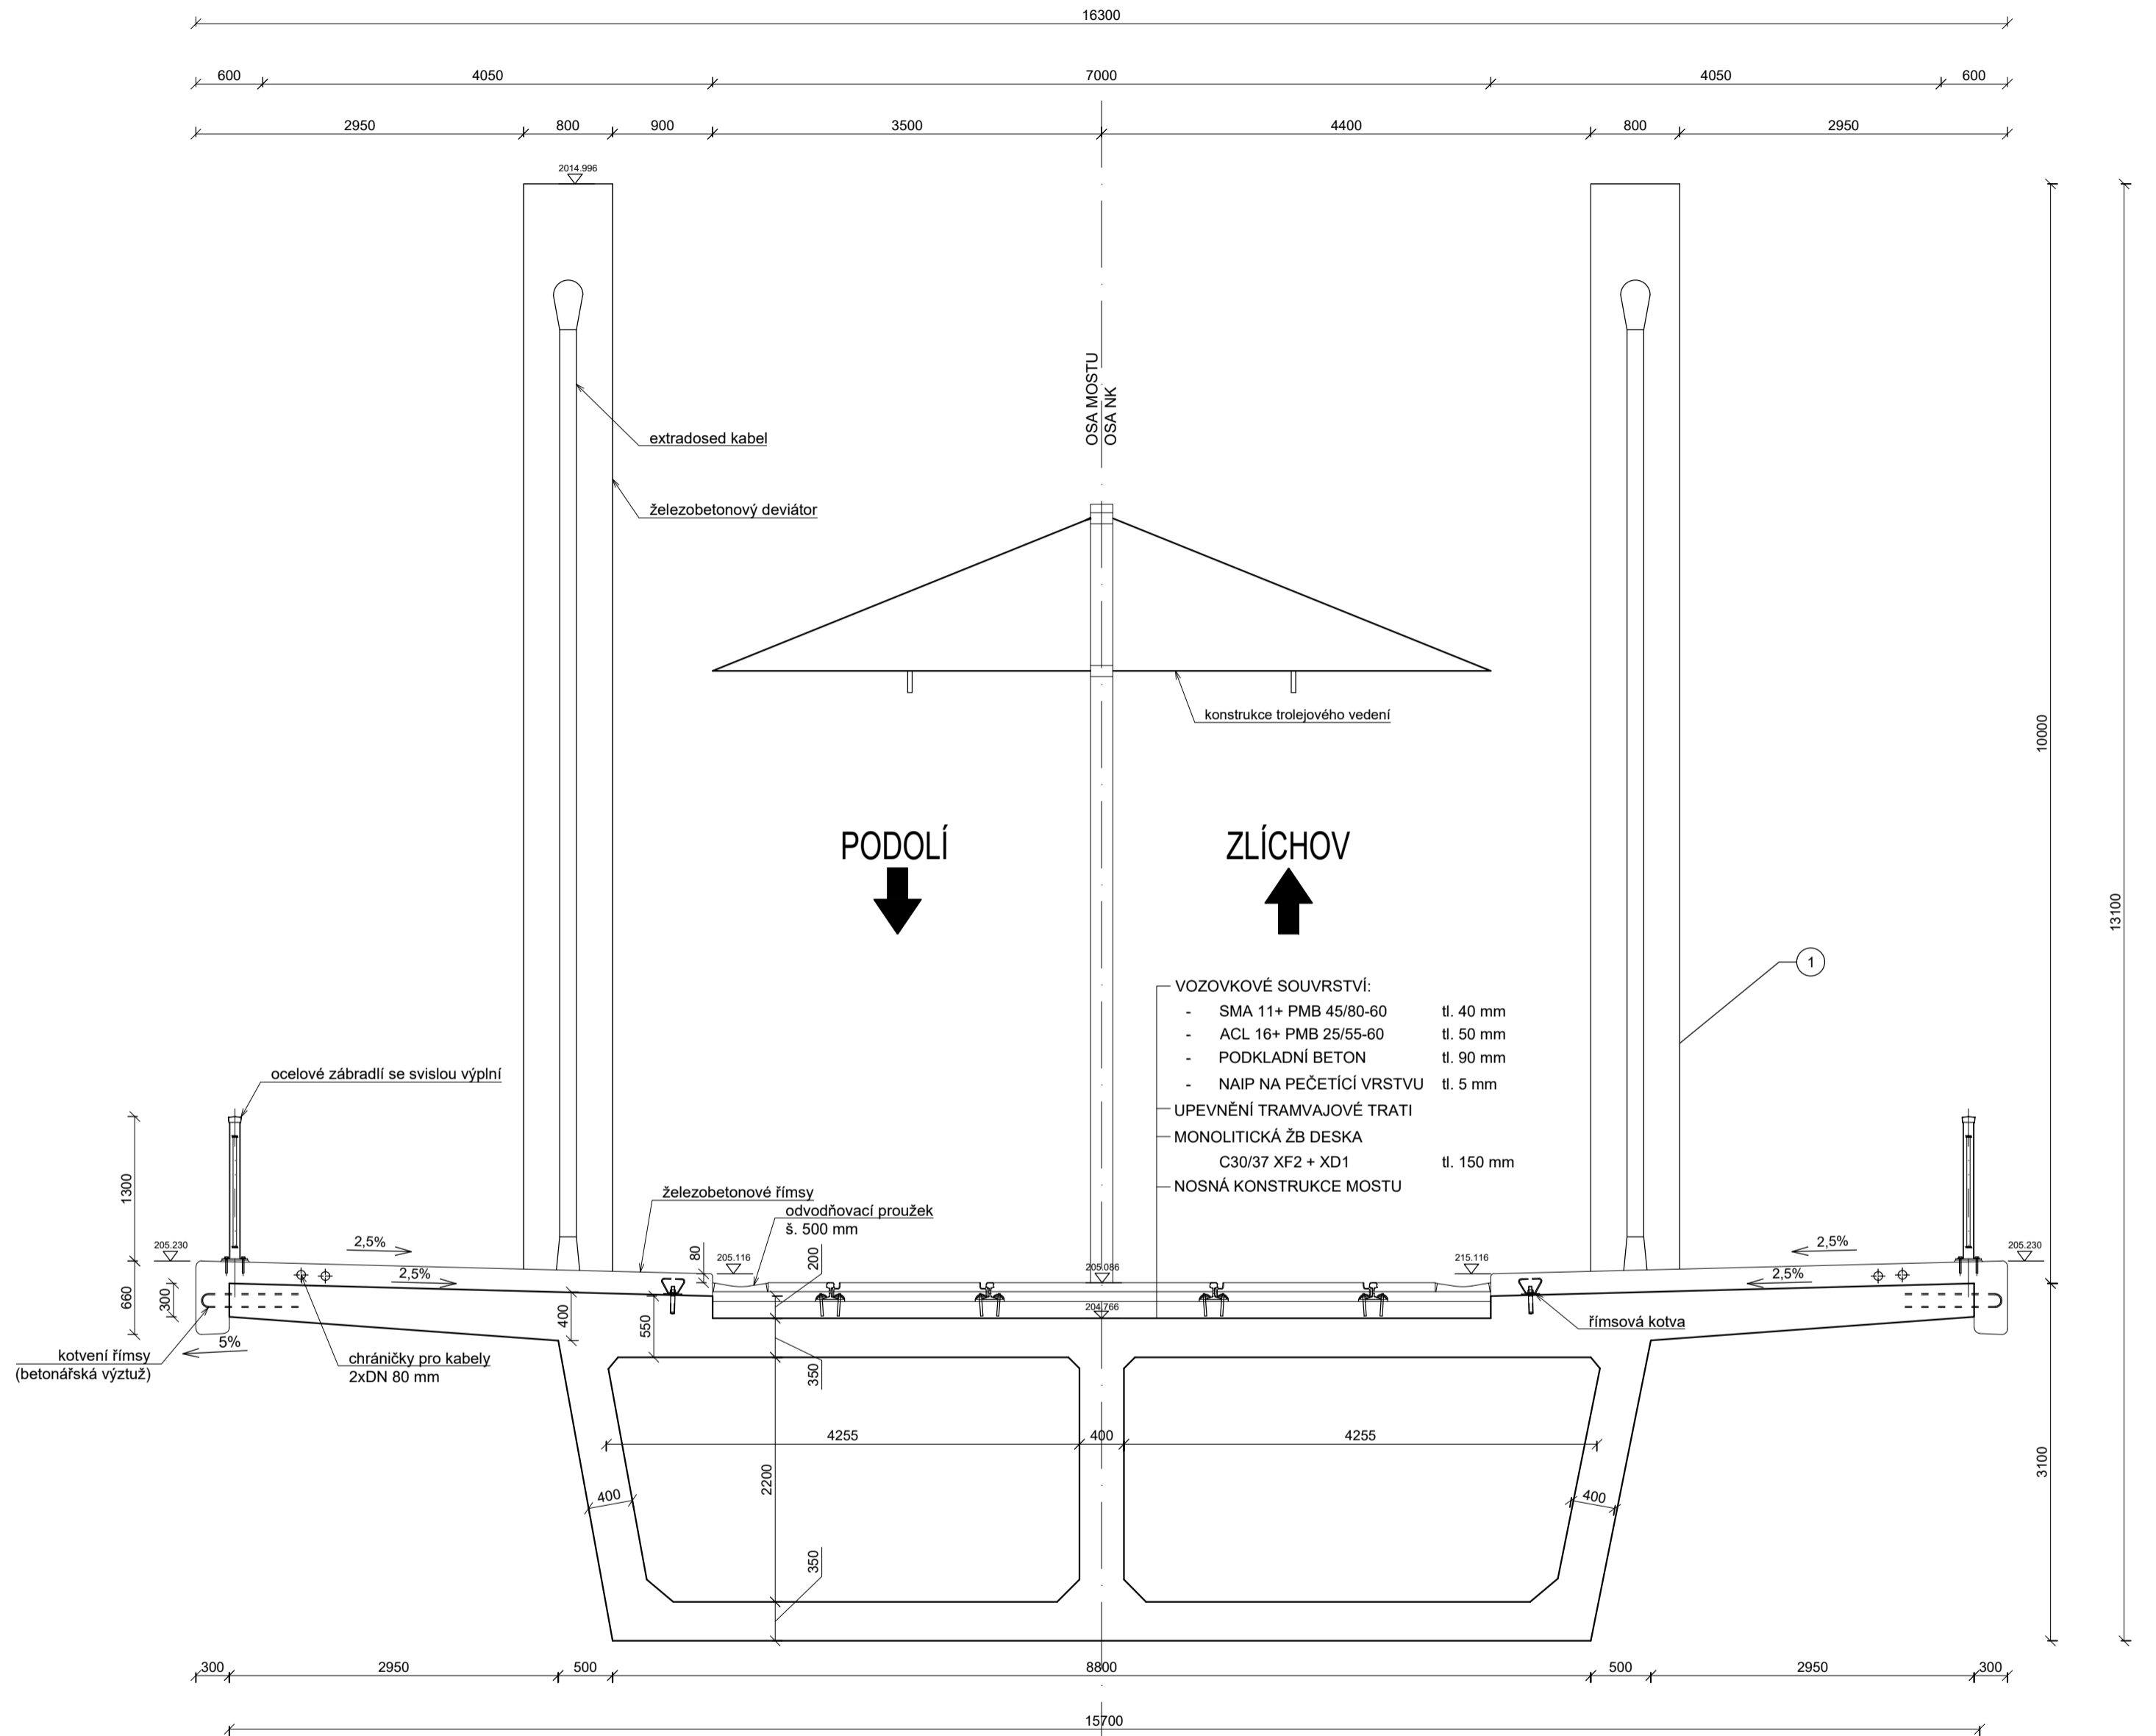 16300
600 4050 7000 4050 600
2950 800 900 3500 4400 800 2950
2014.996
OSA MOSTU
OSA NK
extradosed kabel
železobetonový deviátor
konstrukce trolejového vedení
10000
13100
PODOLÍ ZLÍCHOV
1
VOZOVKOVÉ SOUVRSTVÍ:
- SMA 11+ PMB 45/80-60 tl. 40 mm
- ACL 16+ PMB 25/55-60 tl. 50 mm
- PODKLADNÍ BETON tl. 90 mm
- NAIP NA PEČETÍCÍ VRSTVU tl. 5 mm
UPEVNĚNÍ TRAMVAJOVÉ TRATI
MONOLITICKÁ ŽB DESKA
C30/37 XF2 + XD1 tl. 150 mm
NOSNÁ KONSTRUKCE MOSTU
ocelové zábradlí se svislou výplní
1300
železobetonové římsy
odvodňovací proužek
š. 500 mm
205.230 2,5% 80 205.116 200 205.086 215.116 2,5% 205.230
2,5% 2,5%
660 300 400 550 204.766
římsová kotva
5%
kotvení římsy
(betonářská výztuž)
chráničky pro kabely
2xDN 80 mm
350
4255 400 4255
2200
3100
400 400
350
300 2950 500 8800 500 2950 300
15700